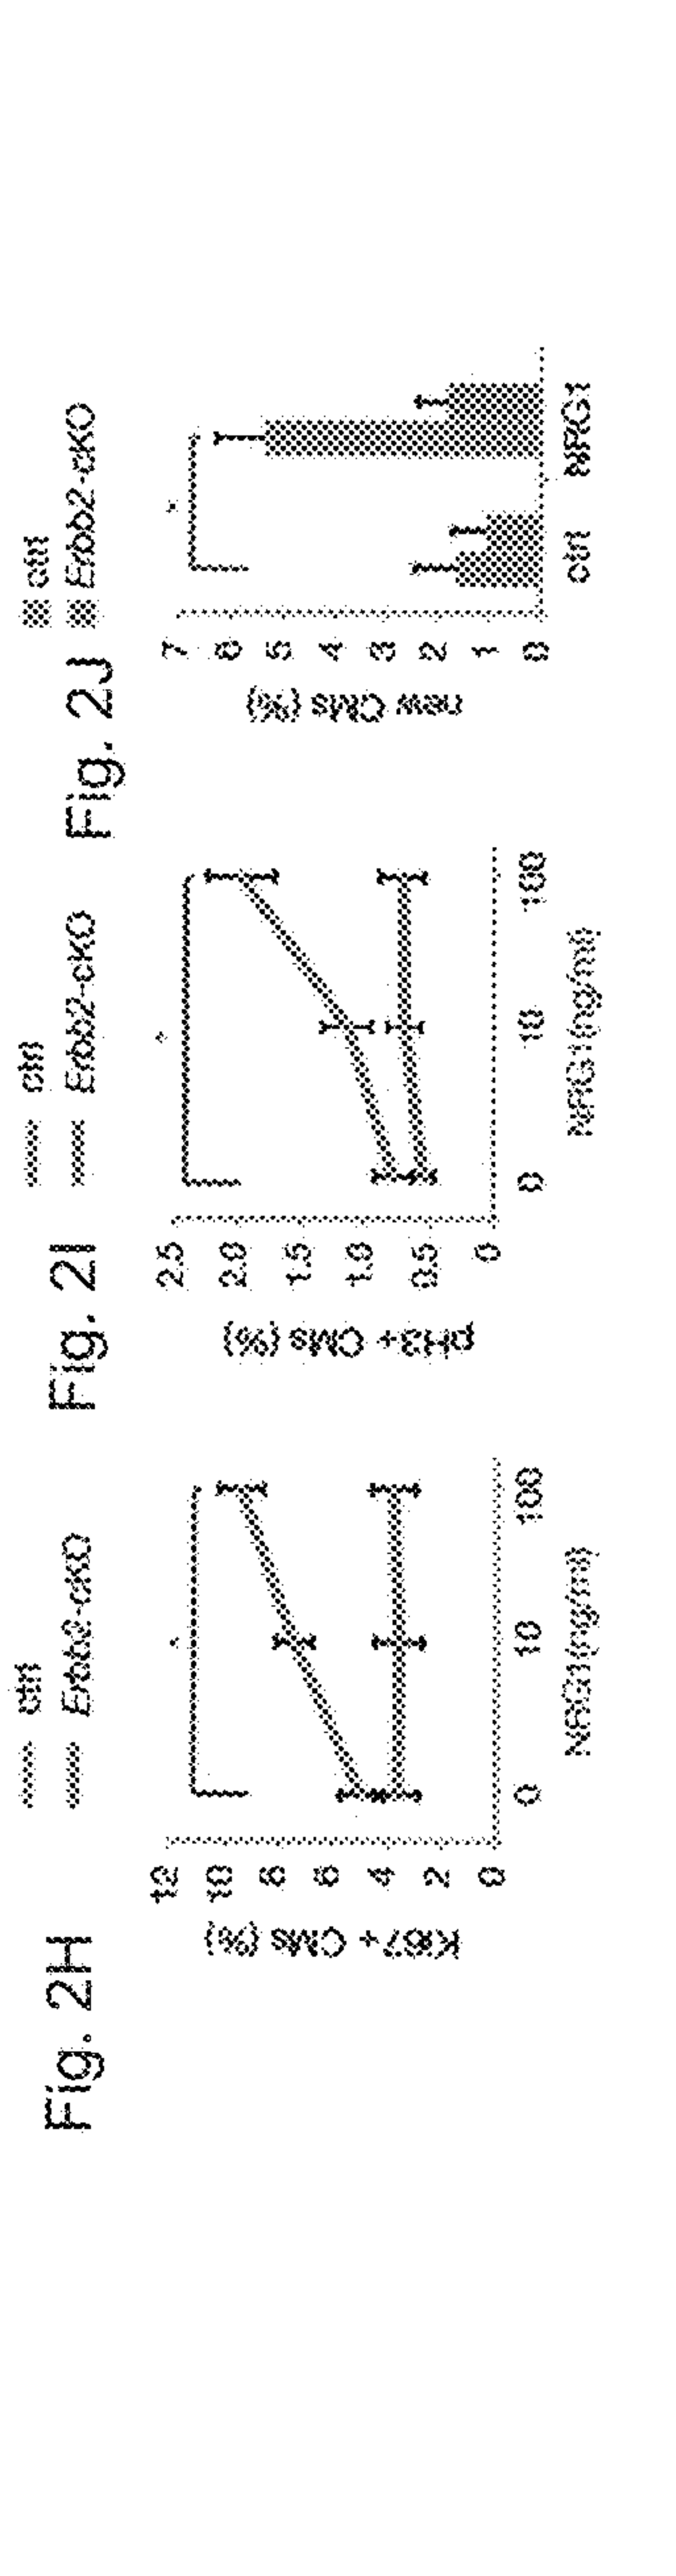 Fig. 2H
ctrl
Erbb2-cKO
Ki67+ CMs (%)
12
10
8
6
4
2
0
0
10
100
NRG1(ng/ml)
*
Fig. 2I
ctrl
Erbb2-cKO
pH3+ CMs (%)
2.5
2.0
1.5
1.0
0.5
0
0
10
100
NRG1(ng/ml)
*
Fig. 2J
ctrl
Erbb2-cKO
new CMs (%)
7
6
5
4
3
2
1
0
ctrl
NRG1
*